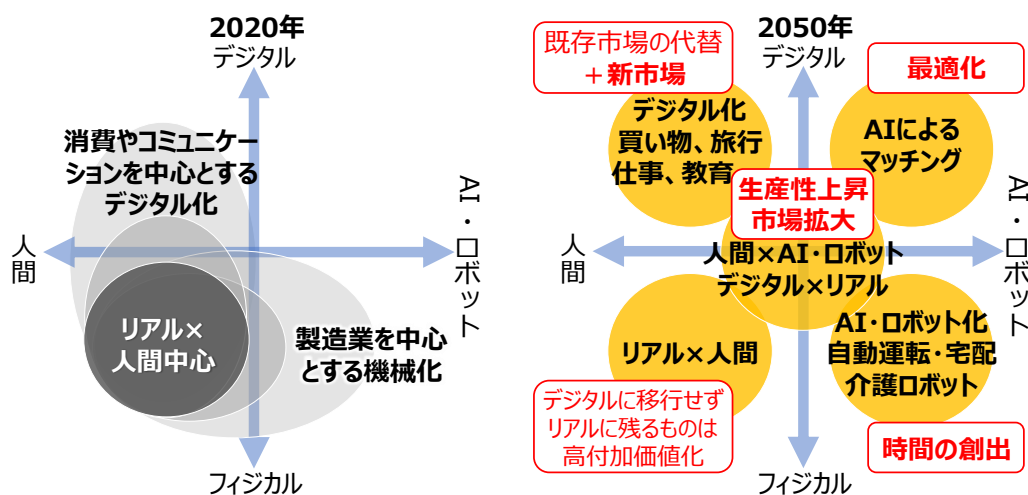 2020年
デジタル
消費やコミュニケー
ションを中心とする
デジタル化
人間
AI・ロボット
リアル×
人間中心
製造業を中心
とする機械化
フィジカル
2050年
デジタル
既存市場の代替
＋新市場
最適化
デジタル化
買い物、旅行
仕事、教育
AIによる
マッチング
生産性上昇
市場拡大
人間
AI・ロボット
人間×AI・ロボット
デジタル×リアル
リアル×人間
AI・ロボット化
自動運転・宅配
介護ロボット
デジタルに移行せず
リアルに残るものは
高付加価値化
時間の創出
フィジカル